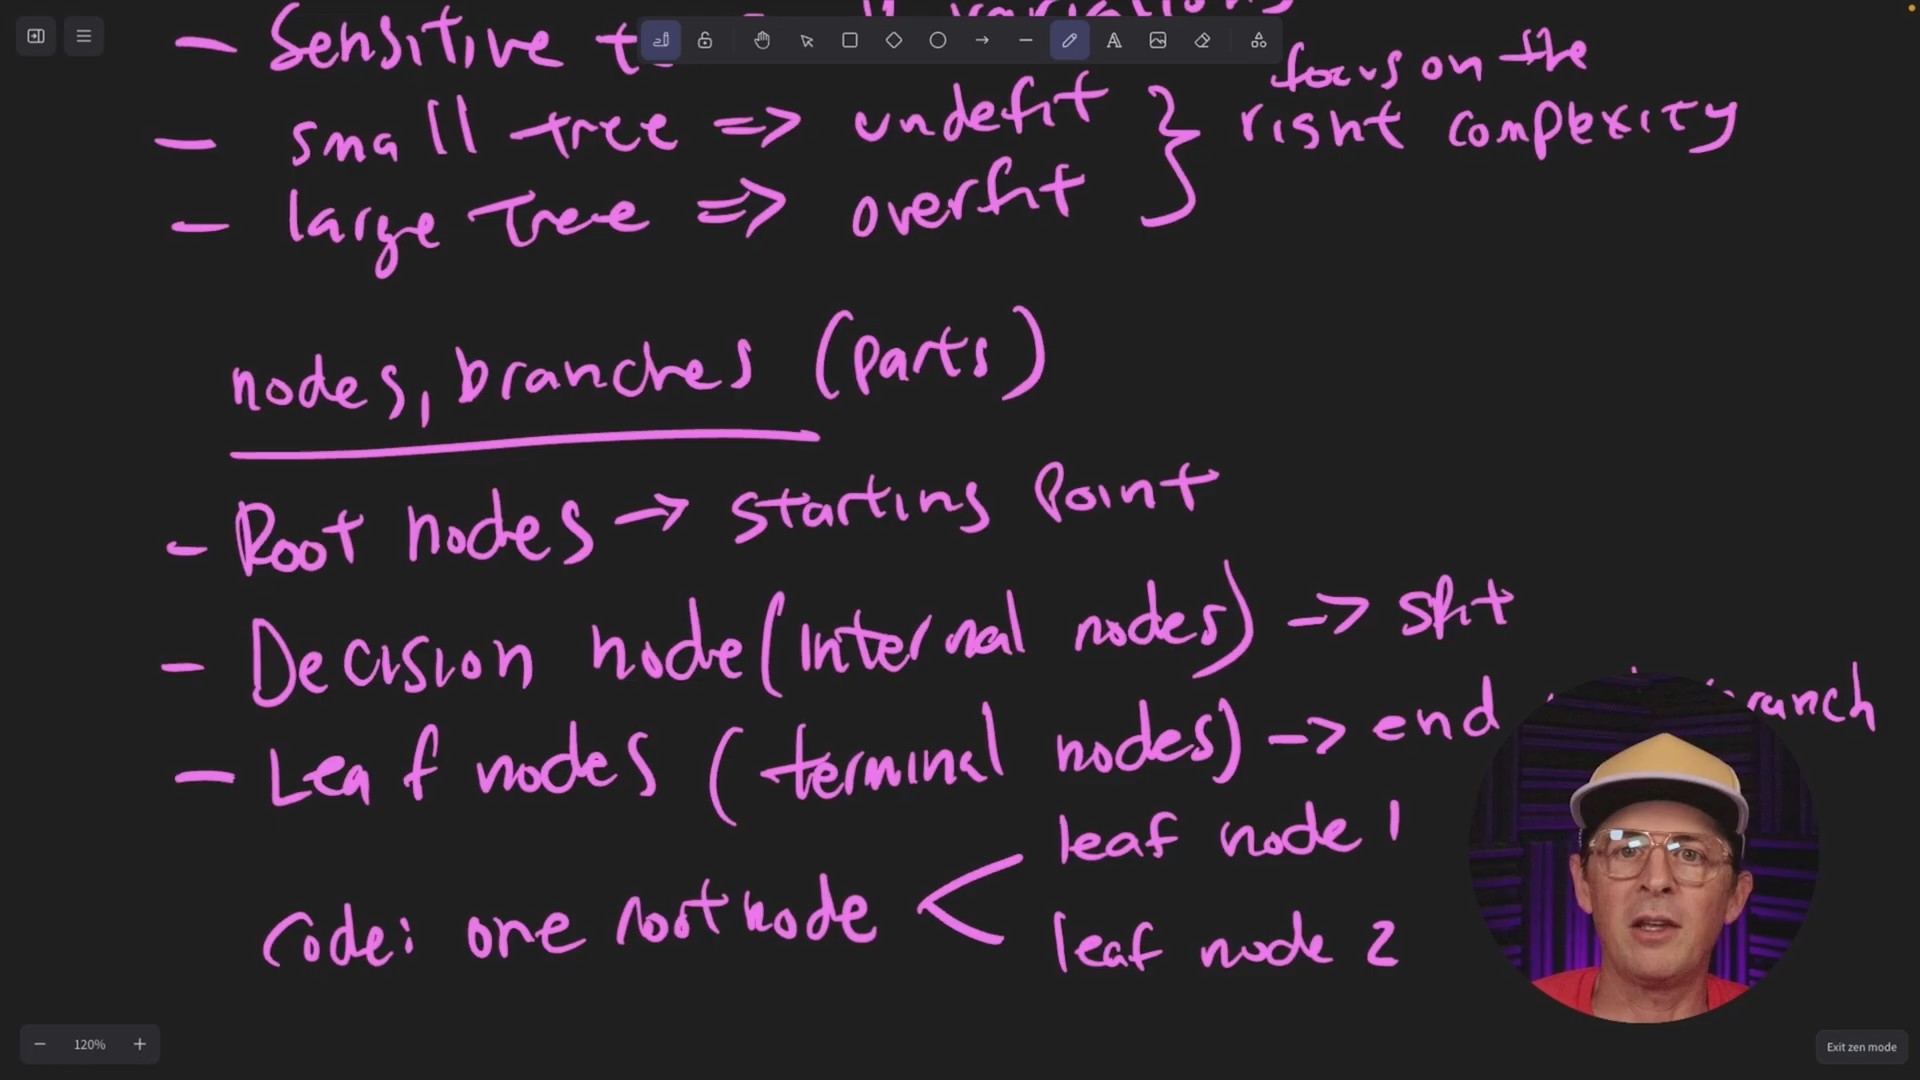 - Sensitive variations
focus on the
- small tree => undefit } right complexity
- large tree => overfit
nodes, branches (parts)
- Root nodes -> starting Point
- Decision node (internal nodes) -> split
- Leaf nodes (terminal nodes) -> end branch
leaf node 1
code: one root node <
leaf node 2
120%
Exit zen mode